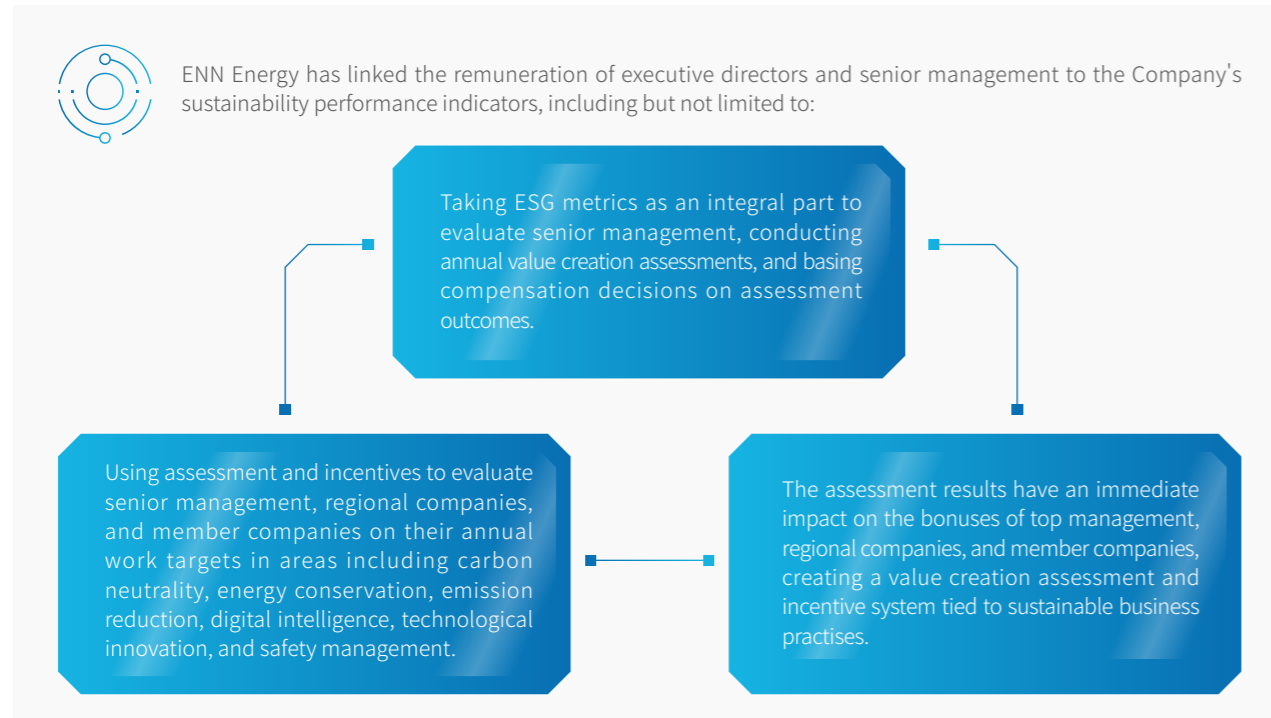 ENN Energy has linked the remuneration of executive directors and senior management to the Company's
sustainability performance indicators, including but not limited to:
Taking ESG metrics as an integral part to
evaluate senior management, conducting
annual value creation assessments, and basing
compensation decisions on assessment
outcomes.
Using assessment and incentives to evaluate
senior management, regional companies,
and member companies on their annual
work targets in areas including carbon
neutrality, energy conservation, emission
reduction, digital intelligence, technological
innovation, and safety management.
The assessment results have an immediate
impact on the bonuses of top management,
regional companies, and member companies,
creating a value creation assessment and
incentive system tied to sustainable business
practises.